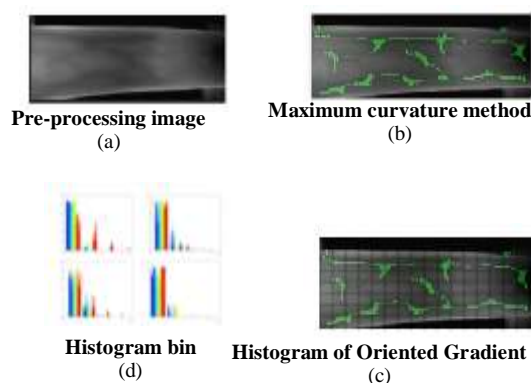 Pre-processing image
(a)
Maximum curvature method
(b)
Histogram bin
(d)
Histogram of Oriented Gradient
(c)